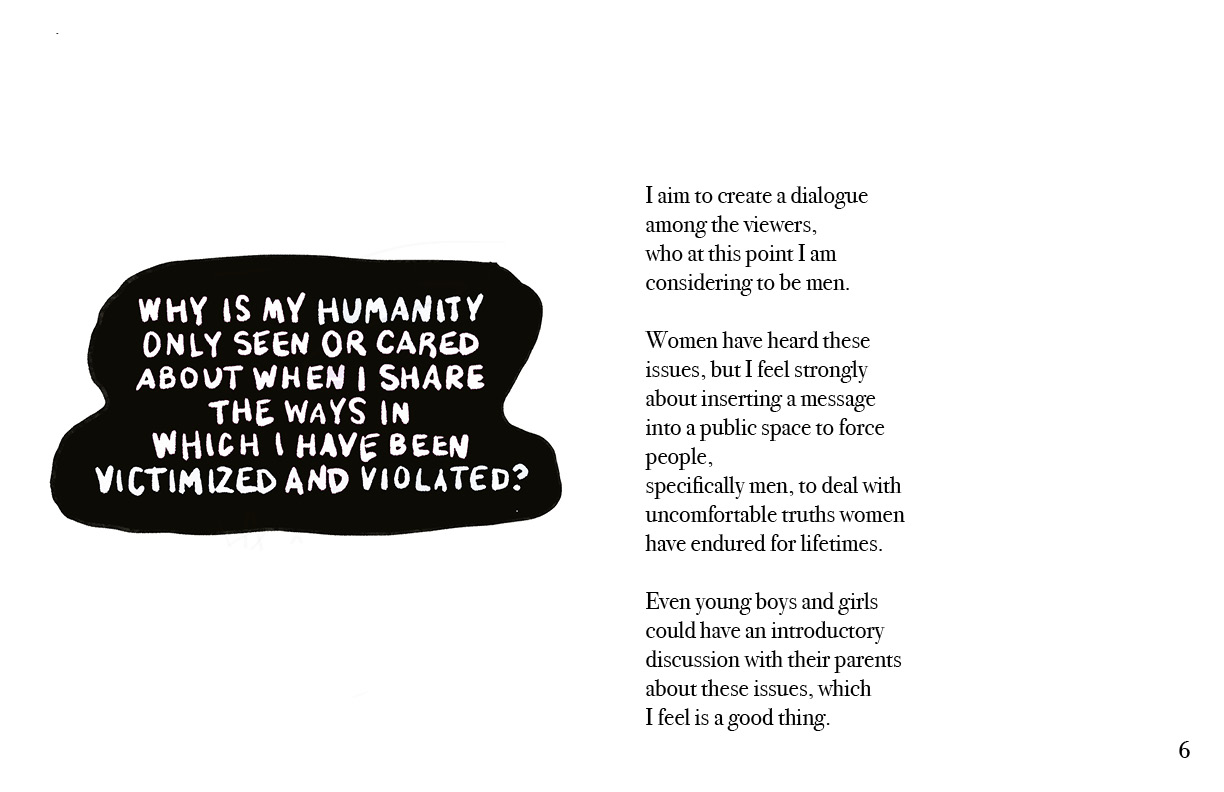 WHY IS MY HUMANITY
ONLY SEEN OR CARED
ABOUT WHEN I SHARE
THE WAYS IN
WHICH I HAVE BEEN
VICTIMIZED AND VIOLATED?
I aim to create a dialogue
among the viewers,
who at this point I am
considering to be men.
Women have heard these
issues, but I feel strongly
about inserting a message
into a public space to force
people,
specifically men, to deal with
uncomfortable truths women
have endured for lifetimes.
Even young boys and girls
could have an introductory
discussion with their parents
about these issues, which
I feel is a good thing.
6